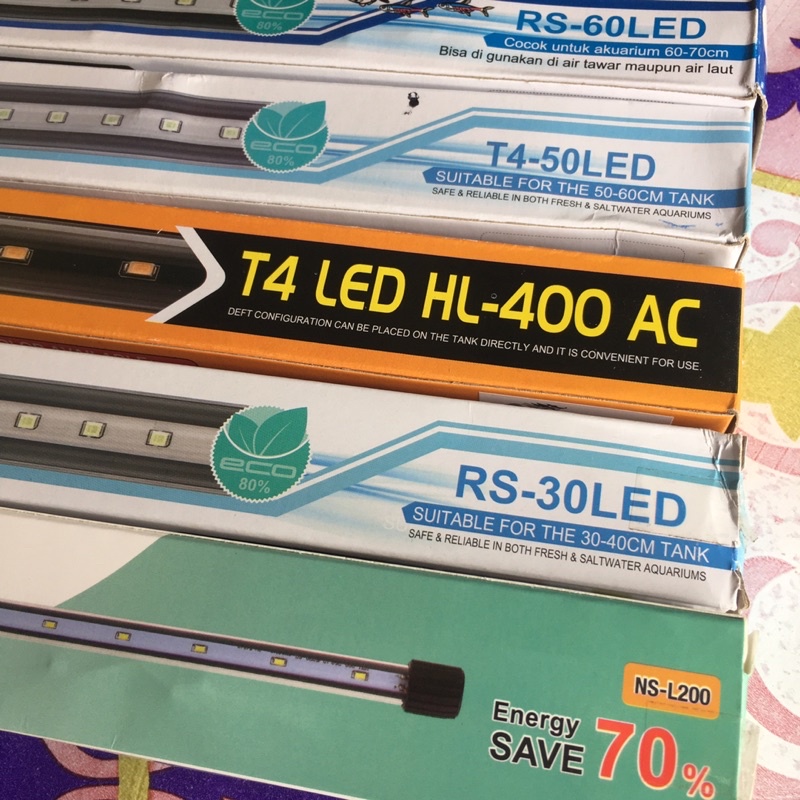 eco
80%
RS-60LED
Cocok untuk akuarium 60-70cm
Bisa di gunakan di air tawar maupun air laut
eco
80%
T4-50LED
SUITABLE FOR THE 50-60CM TANK
SAFE & RELIABLE IN BOTH FRESH & SALTWATER AQUARIUMS
T4 LED HL-400 AC
DEFT CONFIGURATION CAN BE PLACED ON THE TANK DIRECTLY AND IT IS CONVENIENT FOR USE.
eco
80%
RS-30LED
SUITABLE FOR THE 30-40CM TANK
SAFE & RELIABLE IN BOTH FRESH & SALTWATER AQUARIUMS
NS-L200
Energy
SAVE 70%